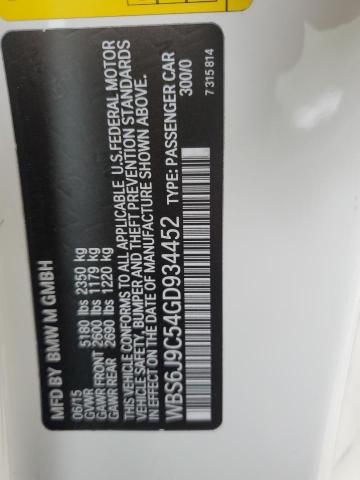 MFD BY BMW M GMBH
06/15
GVWR 5180 lbs 2350 kg
GAWR FRONT 2600 lbs 1179 kg
GAWR REAR 2690 lbs 1220 kg
THIS VEHICLE CONFORMS TO ALL APPLICABLE U.S.FEDERAL MOTOR
VEHICLE SAFETY, BUMPER AND THEFT PREVENTION STANDARDS
IN EFFECT ON THE DATE OF MANUFACTURE SHOWN ABOVE.
WBS6J9C54GD934452 TYPE: PASSENGER CAR
300/0
7 315 814